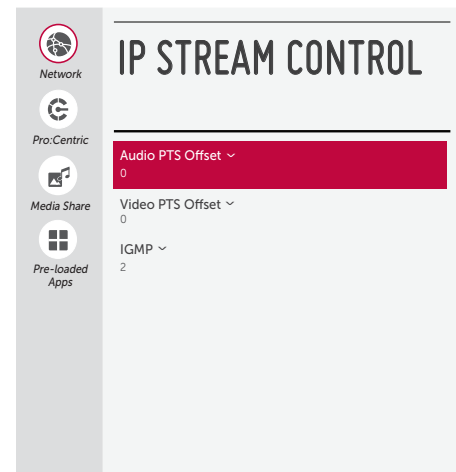 IP STREAM CONTROL
Network
Pro:Centric
Media Share
Pre-loaded
Apps
Audio PTS Offset
0
Video PTS Offset
0
IGMP
2